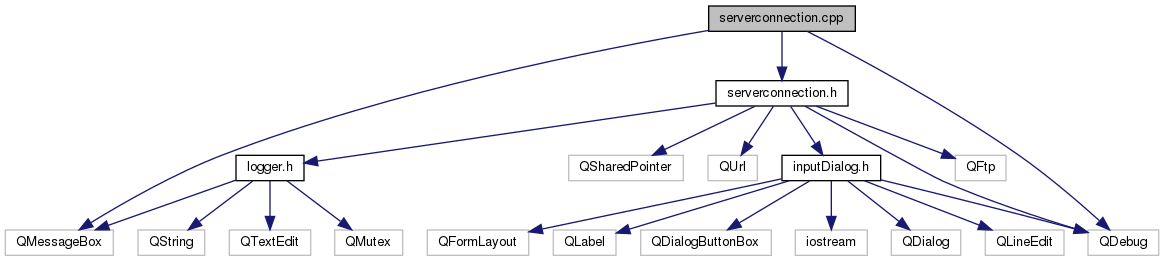 serverconnection.cpp
serverconnection.h
logger.h
QSharedPointer
QUrl
inputDialog.h
QFtp
QMessageBox
QString
QTextEdit
QMutex
QFormLayout
QLabel
QDialogButtonBox
iostream
QDialog
QLineEdit
QDebug